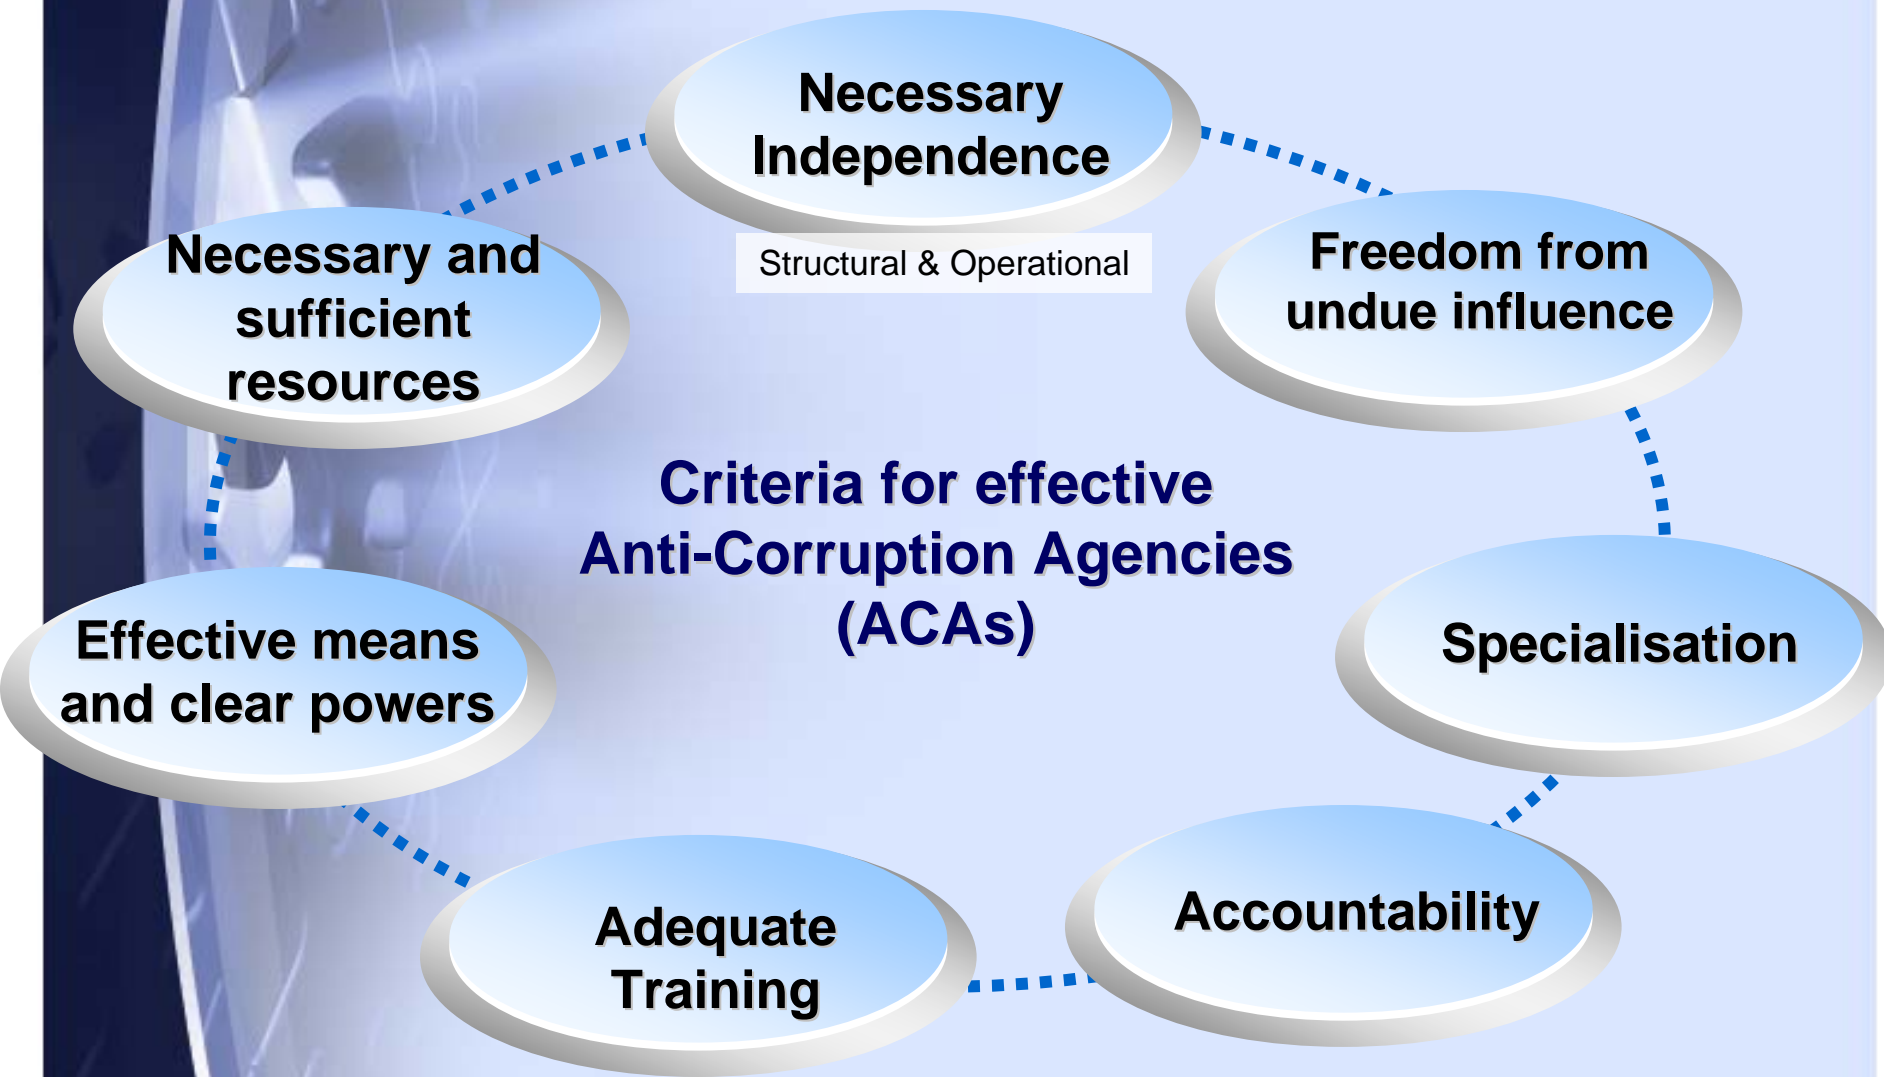 Necessary
Independence
Structural & Operational
Freedom from
undue influence
Necessary and
sufficient
resources
Criteria for effective
Anti-Corruption Agencies
(ACAs)
Effective means
and clear powers
Specialisation
Accountability
Adequate
Training